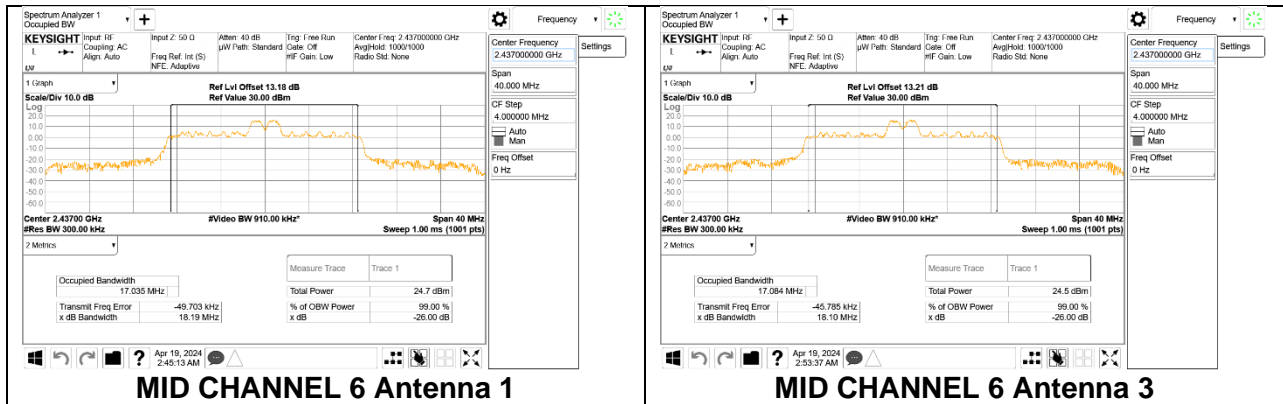 Spectrum Analyzer 1
Occupied BW
+
Frequency
KEYSIGHT
Input: RF
Coupling: AC
Align: Auto
Input Z: 50 Ω
Freq Ref: Int (S)
NFE: Adaptive
Atten: 40 dB
µW Path: Standard
Trig: Free Run
Gate: Off
#IF Gain: Low
Center Freq: 2.437000000 GHz
Avg|Hold: 1000/1000
Radio Std: None
Center Frequency
2.437000000 GHz
Settings
Span
40.000 MHz
CF Step
4.000000 MHz
Auto
Man
Freq Offset
0 Hz
1 Graph
Scale/Div 10.0 dB
Ref Lvl Offset 13.18 dB
Ref Value 30.00 dBm
Log
20.0
10.0
0.00
-10.0
-20.0
-30.0
-40.0
-50.0
-60.0
Center 2.43700 GHz
#Res BW 300.00 kHz
#Video BW 910.00 kHz*
Span 40 MHz
Sweep 1.00 ms (1001 pts)
2 Metrics
Measure Trace Trace 1
Occupied Bandwidth
17.035 MHz
Total Power 24.7 dBm
Transmit Freq Error -49.703 kHz
% of OBW Power 99.00 %
x dB Bandwidth 18.19 MHz
x dB -26.00 dB
?
Apr 19, 2024
2:45:13 AM
MID CHANNEL 6 Antenna 1
Spectrum Analyzer 1
Occupied BW
+
Frequency
KEYSIGHT
Input: RF
Coupling: AC
Align: Auto
Input Z: 50 Ω
Freq Ref: Int (S)
NFE: Adaptive
Atten: 40 dB
µW Path: Standard
Trig: Free Run
Gate: Off
#IF Gain: Low
Center Freq: 2.437000000 GHz
Avg|Hold: 1000/1000
Radio Std: None
Center Frequency
2.437000000 GHz
Settings
Span
40.000 MHz
CF Step
4.000000 MHz
Auto
Man
Freq Offset
0 Hz
1 Graph
Scale/Div 10.0 dB
Ref Lvl Offset 13.21 dB
Ref Value 30.00 dBm
Log
20.0
10.0
0.00
-10.0
-20.0
-30.0
-40.0
-50.0
-60.0
Center 2.43700 GHz
#Res BW 300.00 kHz
#Video BW 910.00 kHz*
Span 40 MHz
Sweep 1.00 ms (1001 pts)
2 Metrics
Measure Trace Trace 1
Occupied Bandwidth
17.084 MHz
Total Power 24.5 dBm
Transmit Freq Error -45.785 kHz
% of OBW Power 99.00 %
x dB Bandwidth 18.10 MHz
x dB -26.00 dB
?
Apr 19, 2024
2:53:37 AM
MID CHANNEL 6 Antenna 3